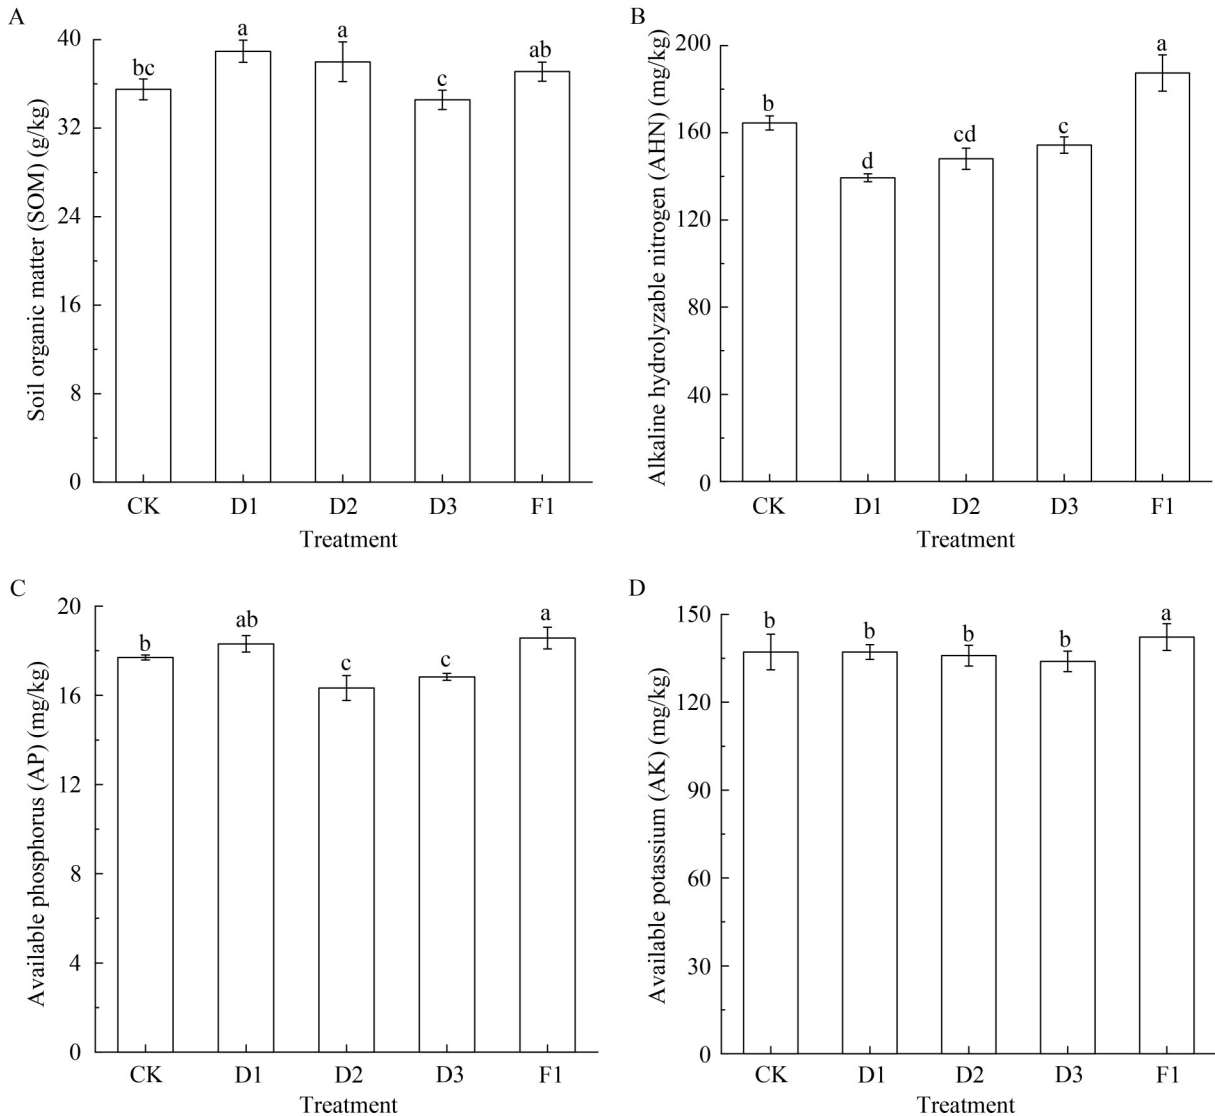 A
Soil organic matter (SOM) (g/kg)
40
32
24
16
8
0
bc
a
a
c
ab
CK D1 D2 D3 F1
Treatment
B
Alkaline hydrolyzable nitrogen (AHN) (mg/kg)
200
160
120
80
40
0
b
d
cd
c
a
CK D1 D2 D3 F1
Treatment
C
Available phosphorus (AP) (mg/kg)
20
16
12
8
4
0
b
ab
c
c
a
CK D1 D2 D3 F1
Treatment
D
Available potassium (AK) (mg/kg)
150
120
90
60
30
0
b
b
b
b
a
CK D1 D2 D3 F1
Treatment